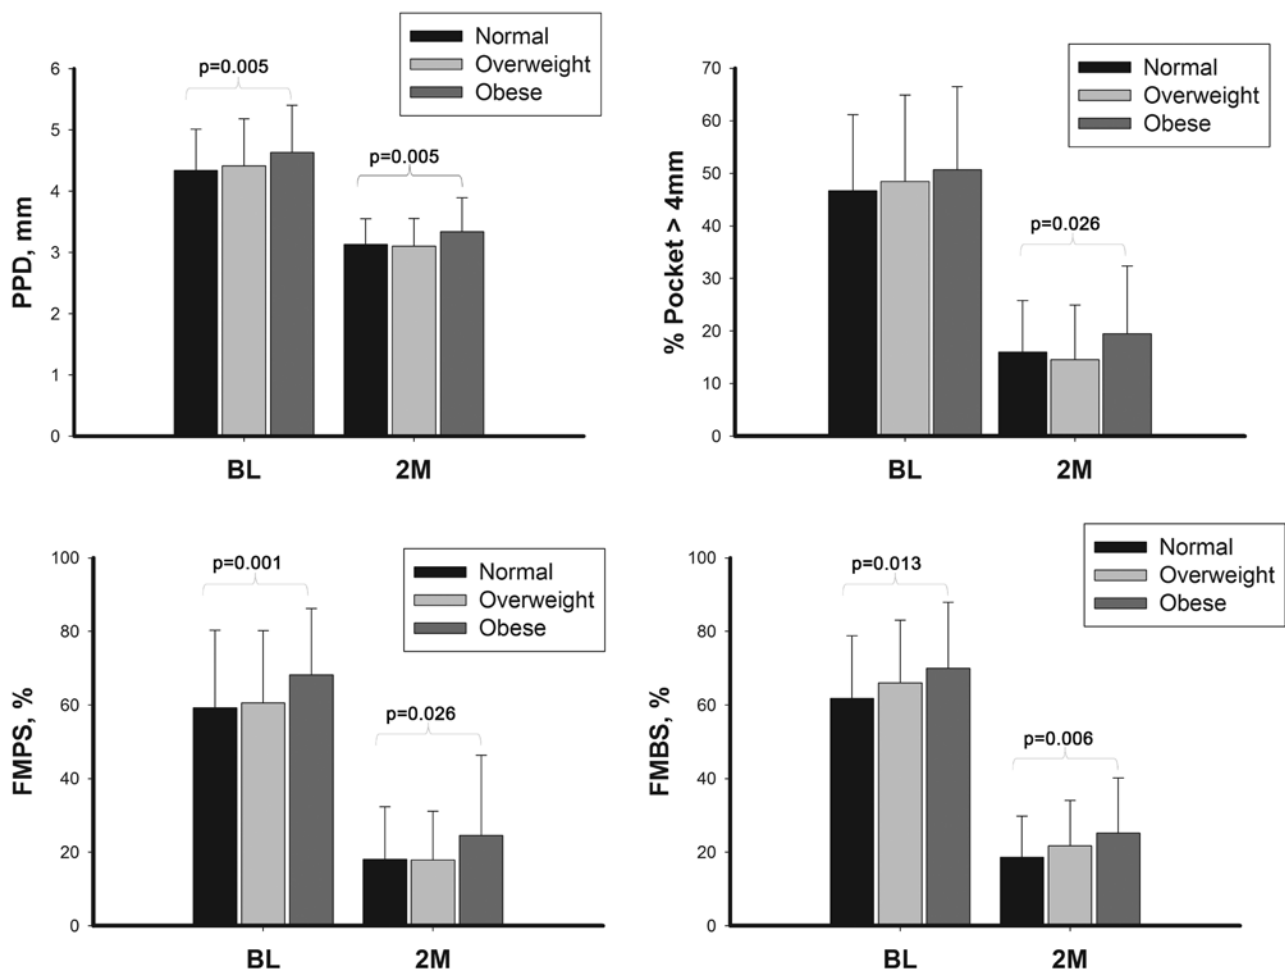 Normal
Overweight
Obese
PPD, mm
6
5
4
3
2
1
0
p=0.005
p=0.005
BL 2M
Normal
Overweight
Obese
% Pocket > 4mm
70
60
50
40
30
20
10
0
p=0.026
BL 2M
Normal
Overweight
Obese
FMPS, %
100
80
60
40
20
0
p=0.001
p=0.026
BL 2M
Normal
Overweight
Obese
FMBS, %
100
80
60
40
20
0
p=0.013
p=0.006
BL 2M